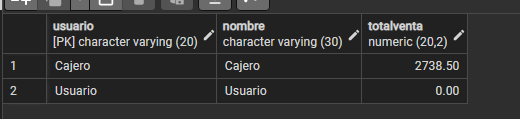 usuario nombre totalventa
[PK] character varying (20) character varying (30) numeric (20,2)
1 Cajero Cajero 2738.50
2 Usuario Usuario 0.00